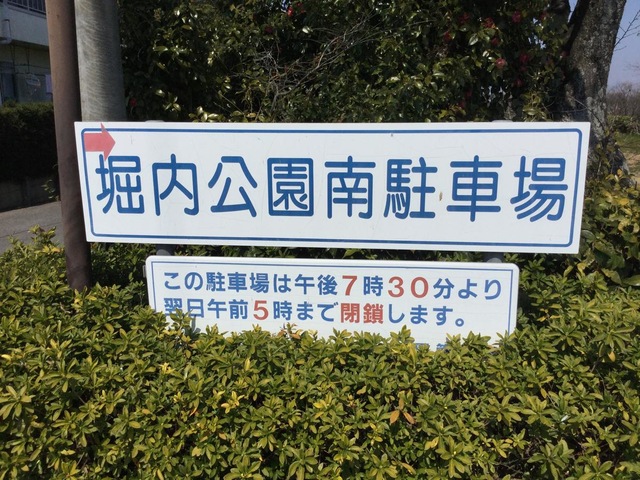 堀内公園南駐車場
この駐車場は午後7時30分より
翌日午前5時まで閉鎖します。